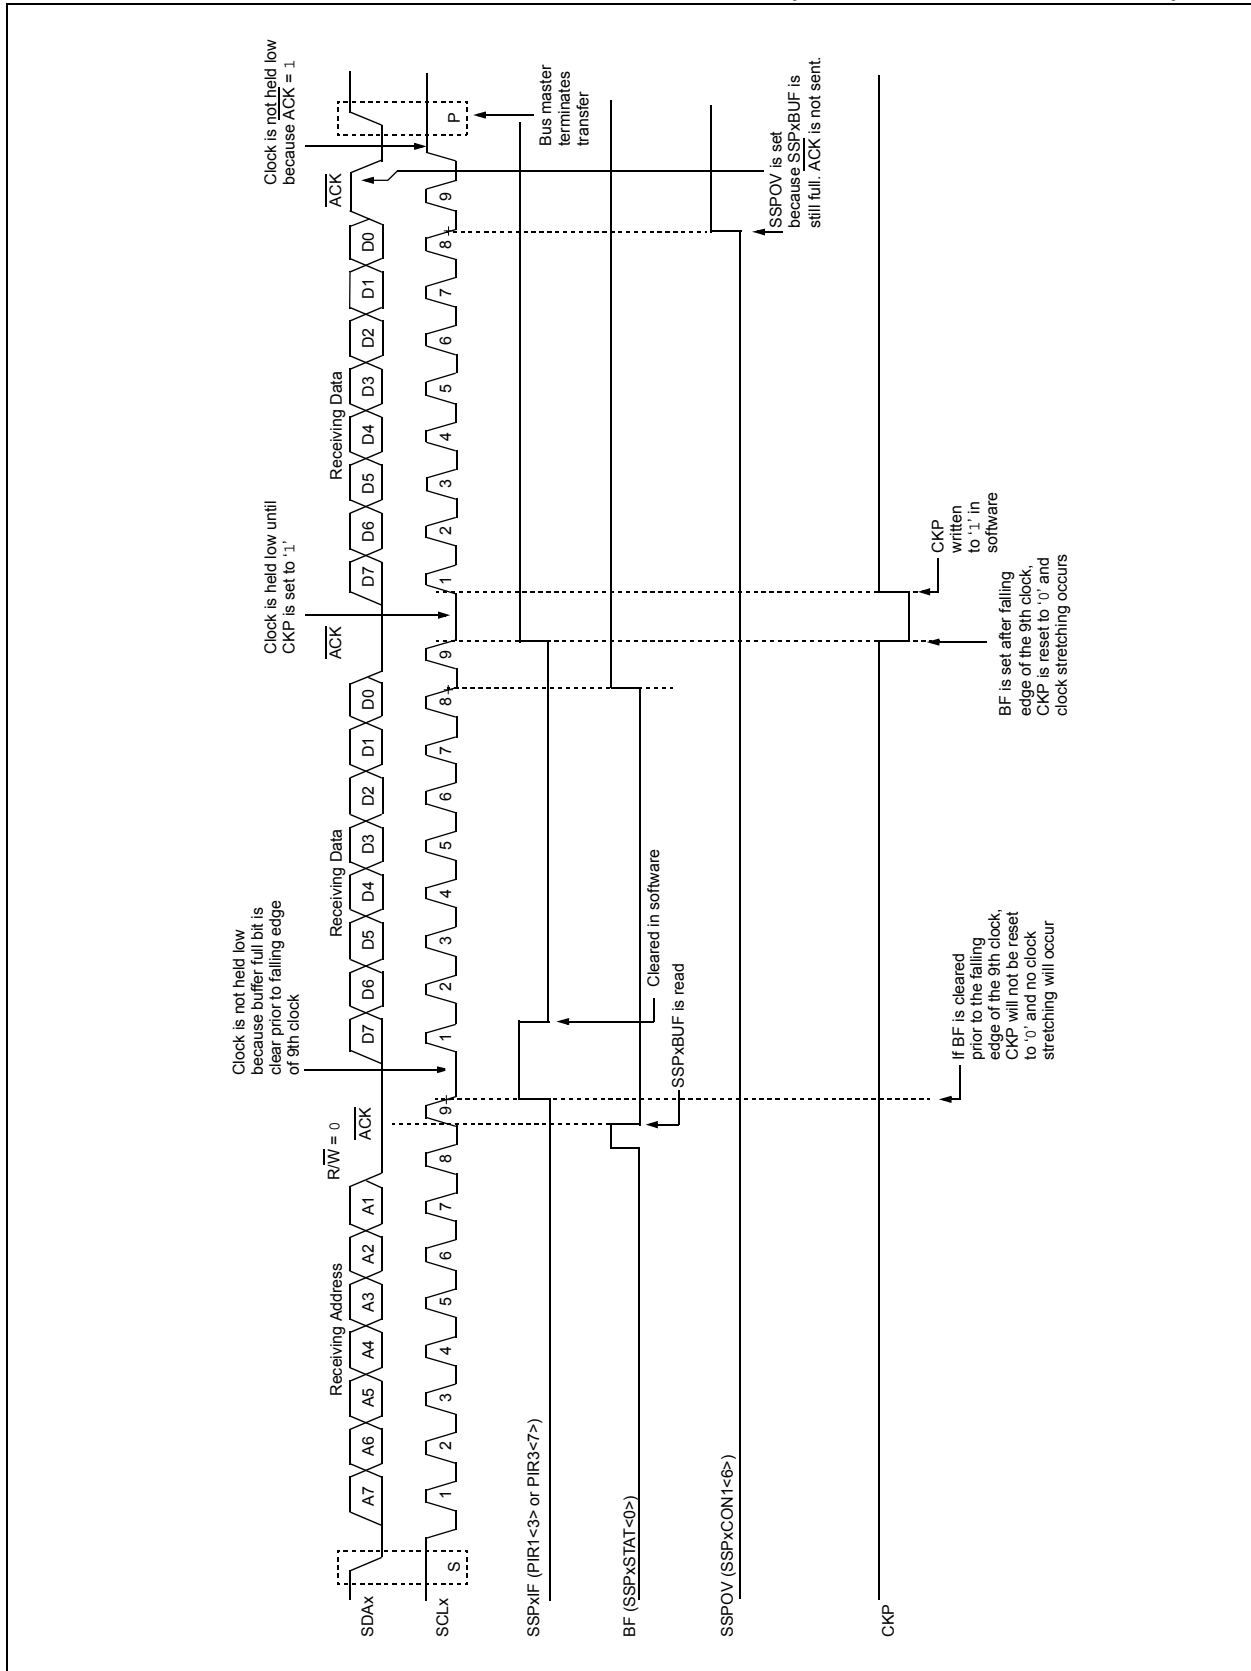 Clock is not held low
because ACK = 1
Clock is held low until
CKP is set to ‘1’
Clock is not held low
because buffer full bit is
clear prior to falling edge
of 9th clock
Receiving Address
R/W = 0
ACK
Receiving Data
ACK
Receiving Data
ACK
SDAx
A7 A6 A5 A4 A3 A2 A1
D7 D6 D5 D4 D3 D2 D1 D0
D7 D6 D5 D4 D3 D2 D1 D0
SCLx
S
1 2 3 4 5 6 7 8 9
1 2 3 4 5 6 7 8 9
1 2 3 4 5 6 7 8 9
P
SSPxIF (PIR1<3> or PIR3<7>)
Bus master
terminates
transfer
BF (SSPxSTAT<0>)
Cleared in software
SSPxBUF is read
SSPOV (SSPxCON1<6>)
SSPOV is set
because SSPxBUF is
still full. ACK is not sent.
CKP
CKP
written
to ‘1’ in
software
If BF is cleared
prior to the falling
edge of the 9th clock,
CKP will not be reset
to ‘0’ and no clock
stretching will occur
BF is set after falling
edge of the 9th clock,
CKP is reset to ‘0’ and
clock stretching occurs